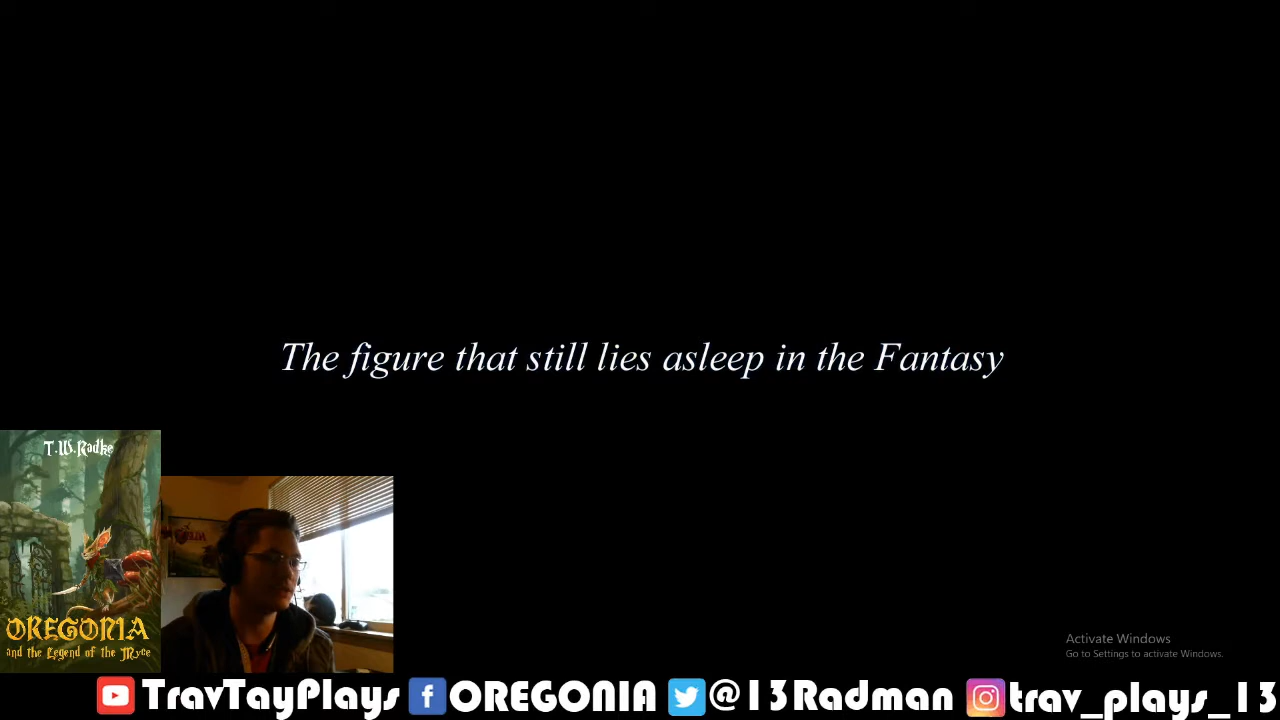 The figure that still lies asleep in the Fantasy
T.W.Radke
OREGONIA
and the Legend of the Myce
Activate Windows
Go to Settings to activate Windows.
TravTayPlays OREGONIA @13Radman trav_plays_13